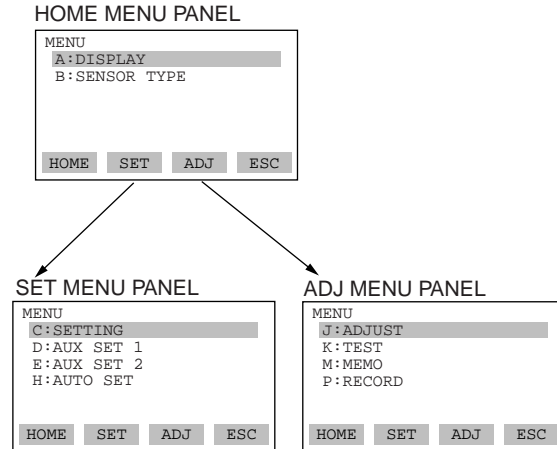 HOME MENU PANEL
MENU
A:DISPLAY
B:SENSOR TYPE
HOME SET ADJ ESC
SET MENU PANEL
MENU
C:SETTING
D:AUX SET 1
E:AUX SET 2
H:AUTO SET
HOME SET ADJ ESC
ADJ MENU PANEL
MENU
J:ADJUST
K:TEST
M:MEMO
P:RECORD
HOME SET ADJ ESC